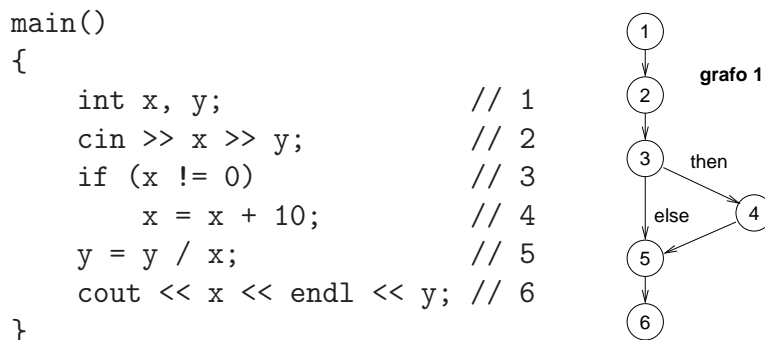 main()
{
    int x, y;                // 1
    cin >> x >> y;           // 2
    if (x != 0)              // 3
        x = x + 10;          // 4
    y = y / x;               // 5
    cout << x << endl << y; // 6
}
1
grafo 1
2
3
then
else
4
5
6